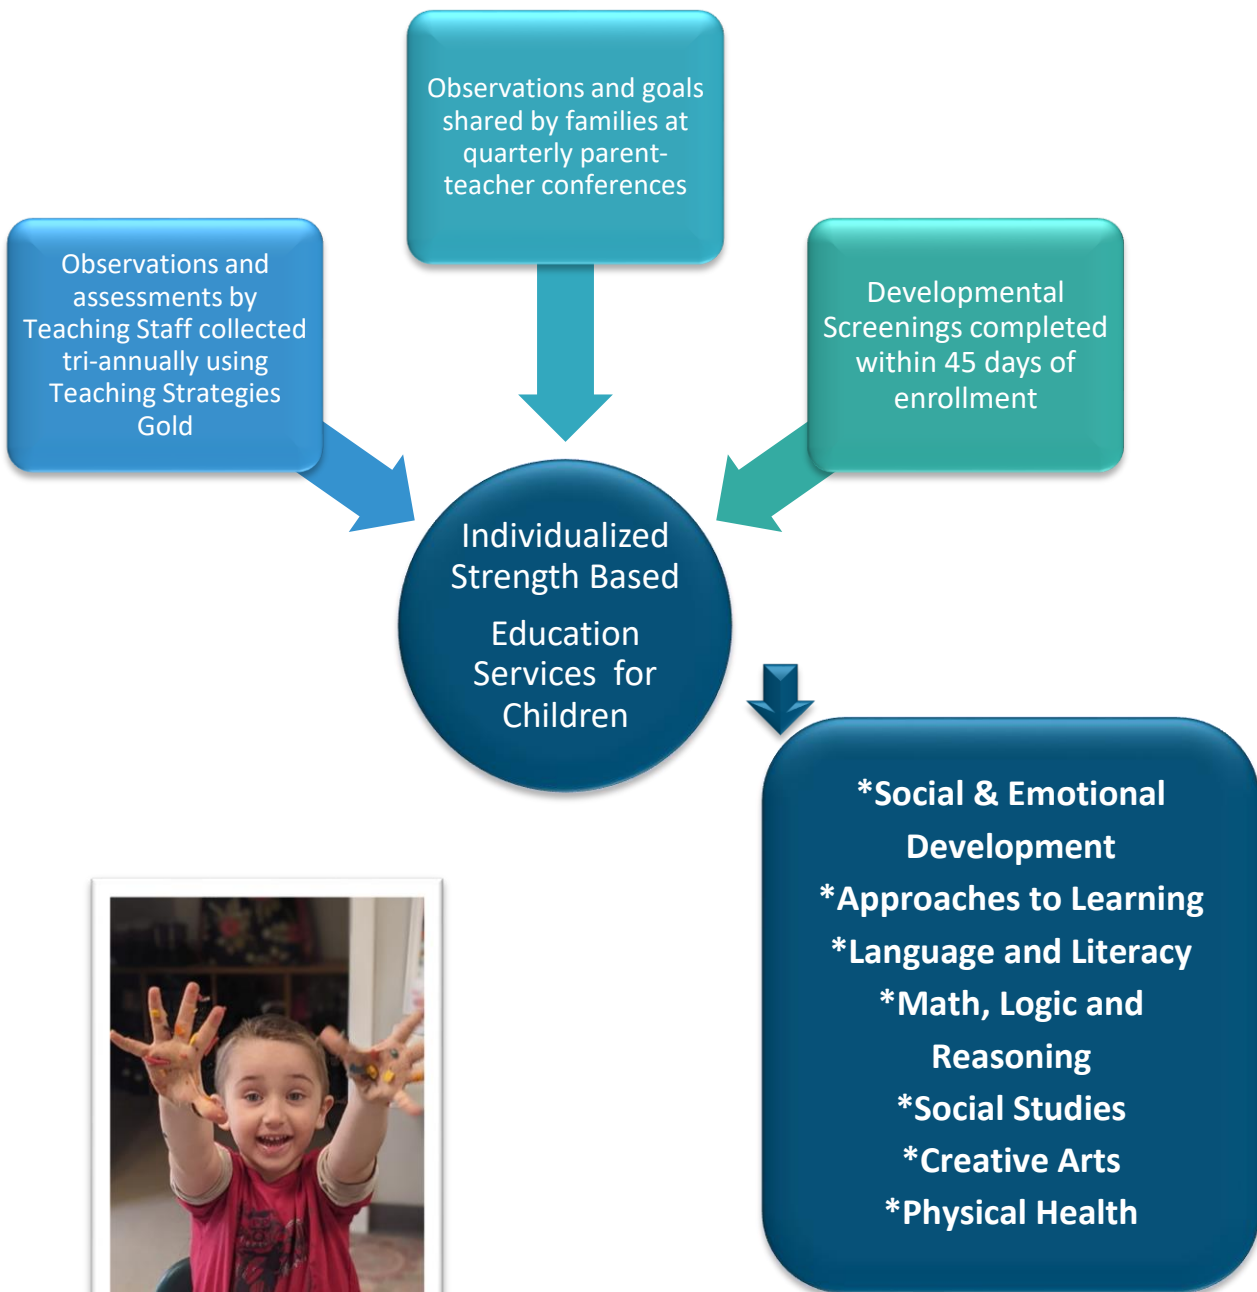 Observations and goals
shared by families at
quarterly parent-
teacher conferences
Observations and
assessments by
Teaching Staff collected
tri-annually using
Teaching Strategies
Gold
Developmental
Screenings completed
within 45 days of
enrollment
Individualized
Strength Based
Education
Services for
Children
*Social & Emotional
Development
*Approaches to Learning
*Language and Literacy
*Math, Logic and
Reasoning
*Social Studies
*Creative Arts
*Physical Health